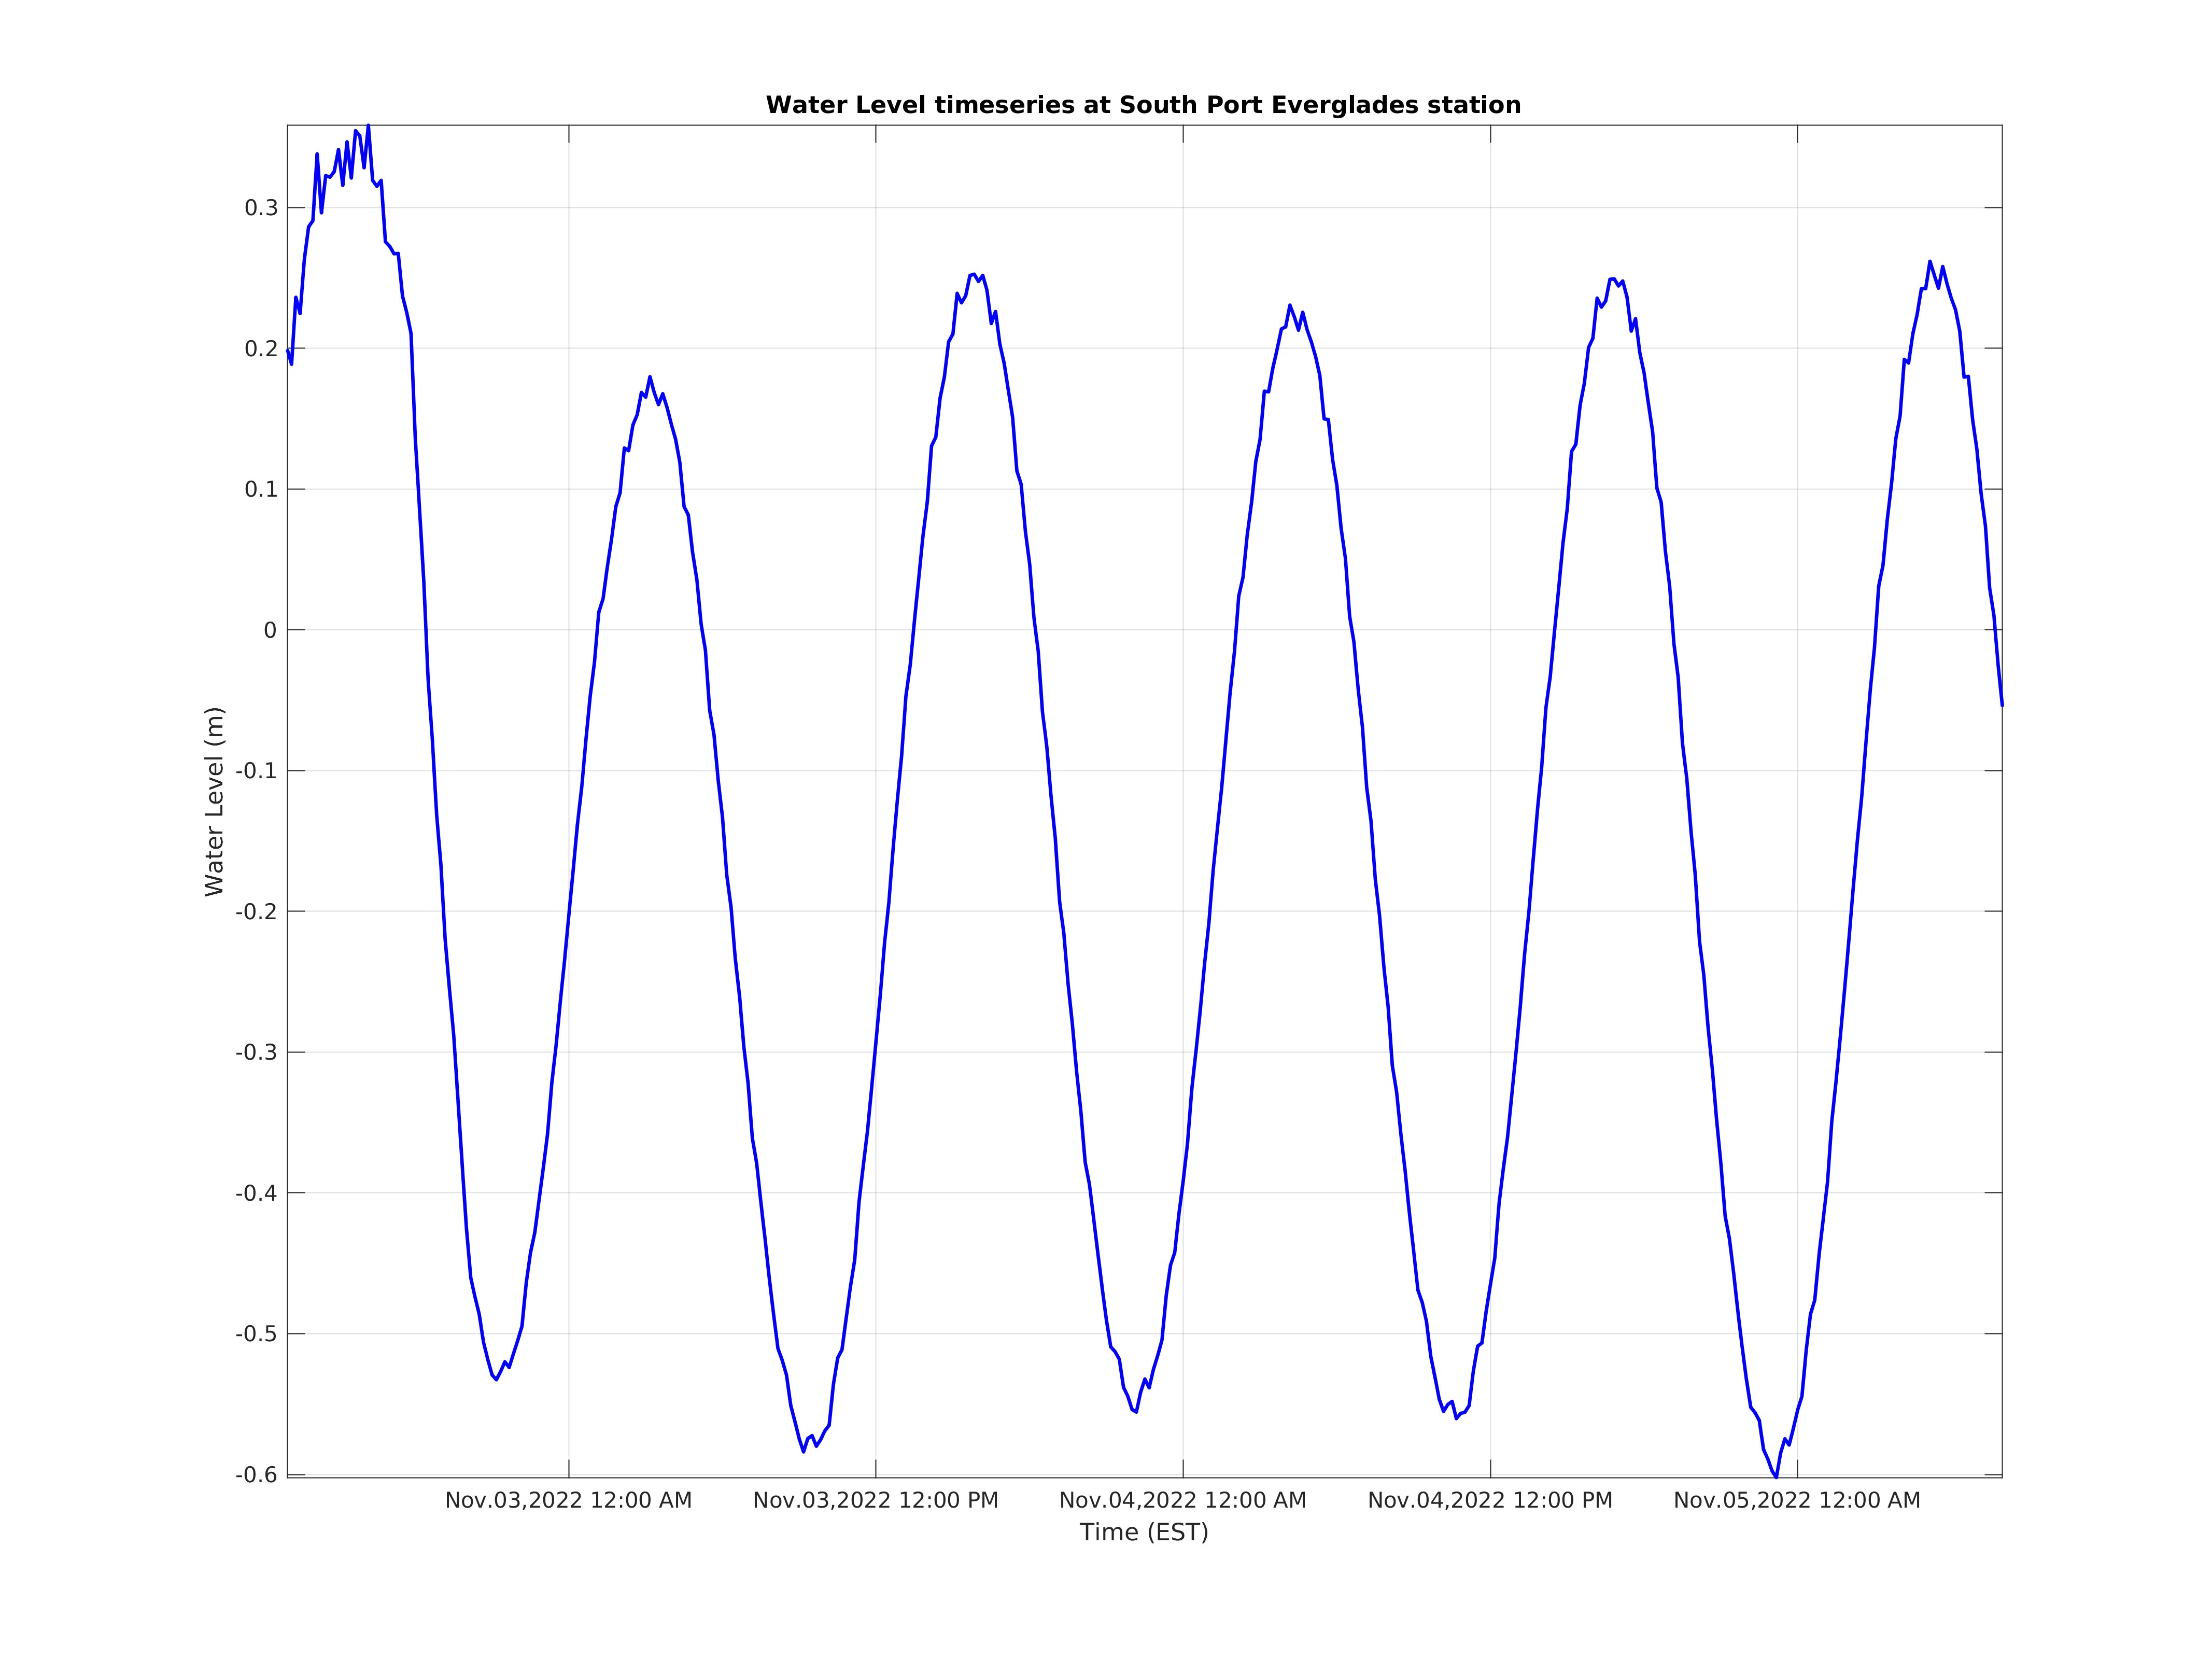 Water Level timeseries at South Port Everglades station
Water Level (m)
0.3
0.2
0.1
0
-0.1
-0.2
-0.3
-0.4
-0.5
-0.6
Nov.03,2022 12:00 AM
Nov.03,2022 12:00 PM
Nov.04,2022 12:00 AM
Nov.04,2022 12:00 PM
Nov.05,2022 12:00 AM
Time (EST)